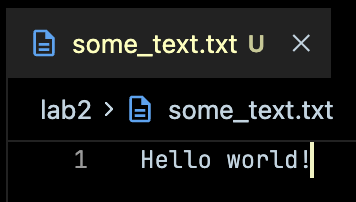 some_text.txt U
lab2 > some_text.txt
1 Hello world!